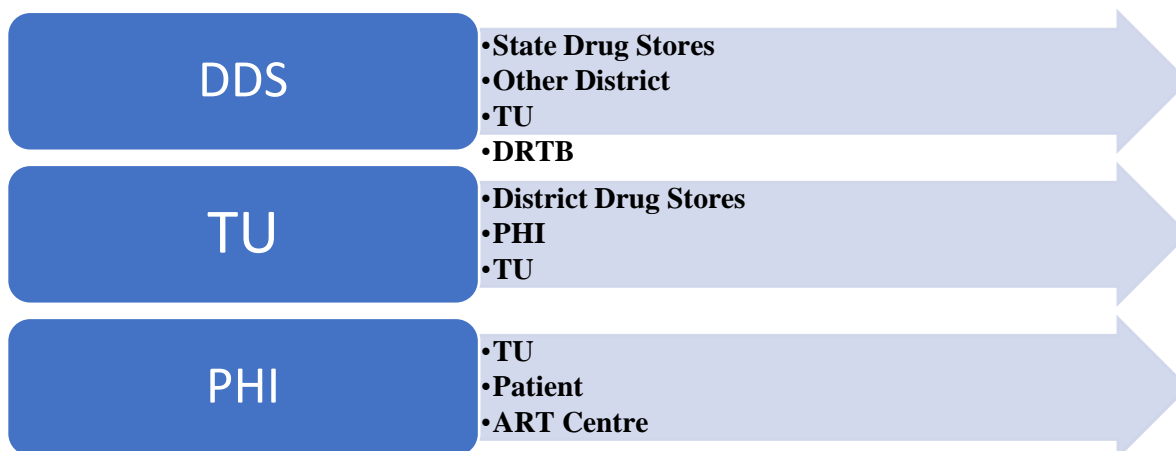 DDS
•State Drug Stores
•Other District
•TU
•DRTB
TU
•District Drug Stores
•PHI
•TU
PHI
•TU
•Patient
•ART Centre